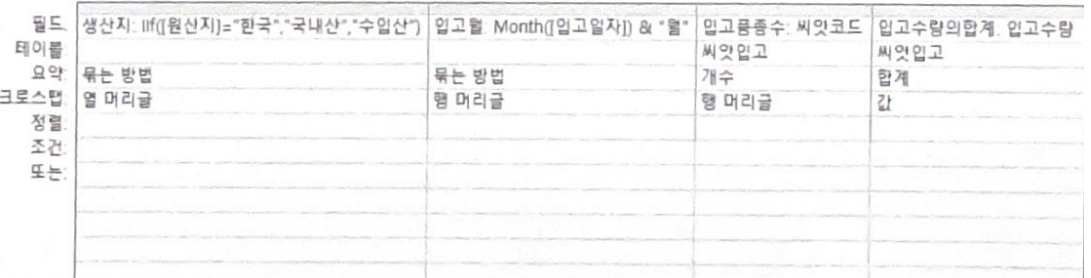 필드: 생산지: IIf([원산지]="한국","국내산","수입산") 입고월: Month([입고일자]) & "월" 입고품종수: 씨앗코드 입고수량의합계: 입고수량
테이블: 씨앗입고 씨앗입고
요약: 묶는 방법 묶는 방법 개수 합계
크로스탭: 열 머리글 행 머리글 행 머리글 값
정렬:
조건:
또는: